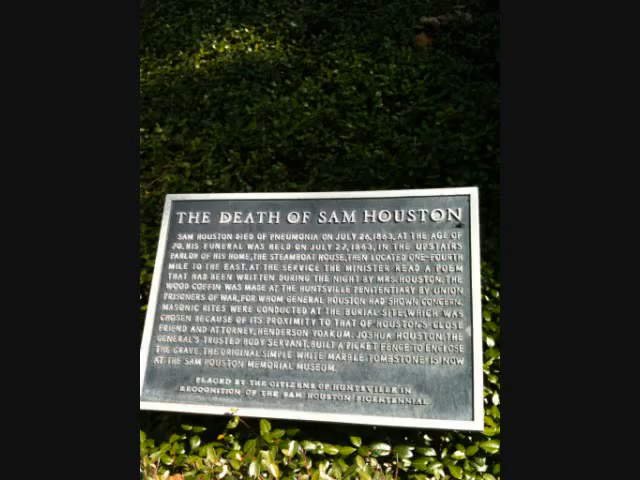 THE DEATH OF SAM HOUSTON
SAM HOUSTON DIED OF PNEUMONIA ON JULY 26, 1863, AT THE AGE OF
70. HIS FUNERAL WAS HELD ON JULY 27, 1863, IN THE UPSTAIRS
PARLOR OF HIS HOME, THE STEAMBOAT HOUSE, THEN LOCATED ONE-FOURTH
MILE TO THE EAST. AT THE SERVICE THE MINISTER READ A POEM
THAT HAD BEEN WRITTEN DURING THE NIGHT BY MRS. HOUSTON. THE
WOOD COFFIN WAS MADE AT THE HUNTSVILLE PENITENTIARY BY UNION
PRISONERS OF WAR, FOR WHOM GENERAL HOUSTON HAD SHOWN CONCERN.
MASONIC RITES WERE CONDUCTED AT THE BURIAL SITE, WHICH WAS
CHOSEN BECAUSE OF ITS PROXIMITY TO THAT OF HOUSTON'S CLOSE
FRIEND AND ATTORNEY, HENDERSON YOAKUM. JOSHUA HOUSTON, THE
GENERAL'S TRUSTED BODY SERVANT, BUILT A PICKET FENCE TO ENCLOSE
THE GRAVE. THE ORIGINAL SIMPLE WHITE MARBLE TOMBSTONE IS NOW
AT THE SAM HOUSTON MEMORIAL MUSEUM.
PLACED BY THE CITIZENS OF HUNTSVILLE IN
RECOGNITION OF THE SAM HOUSTON BICENTENNIAL